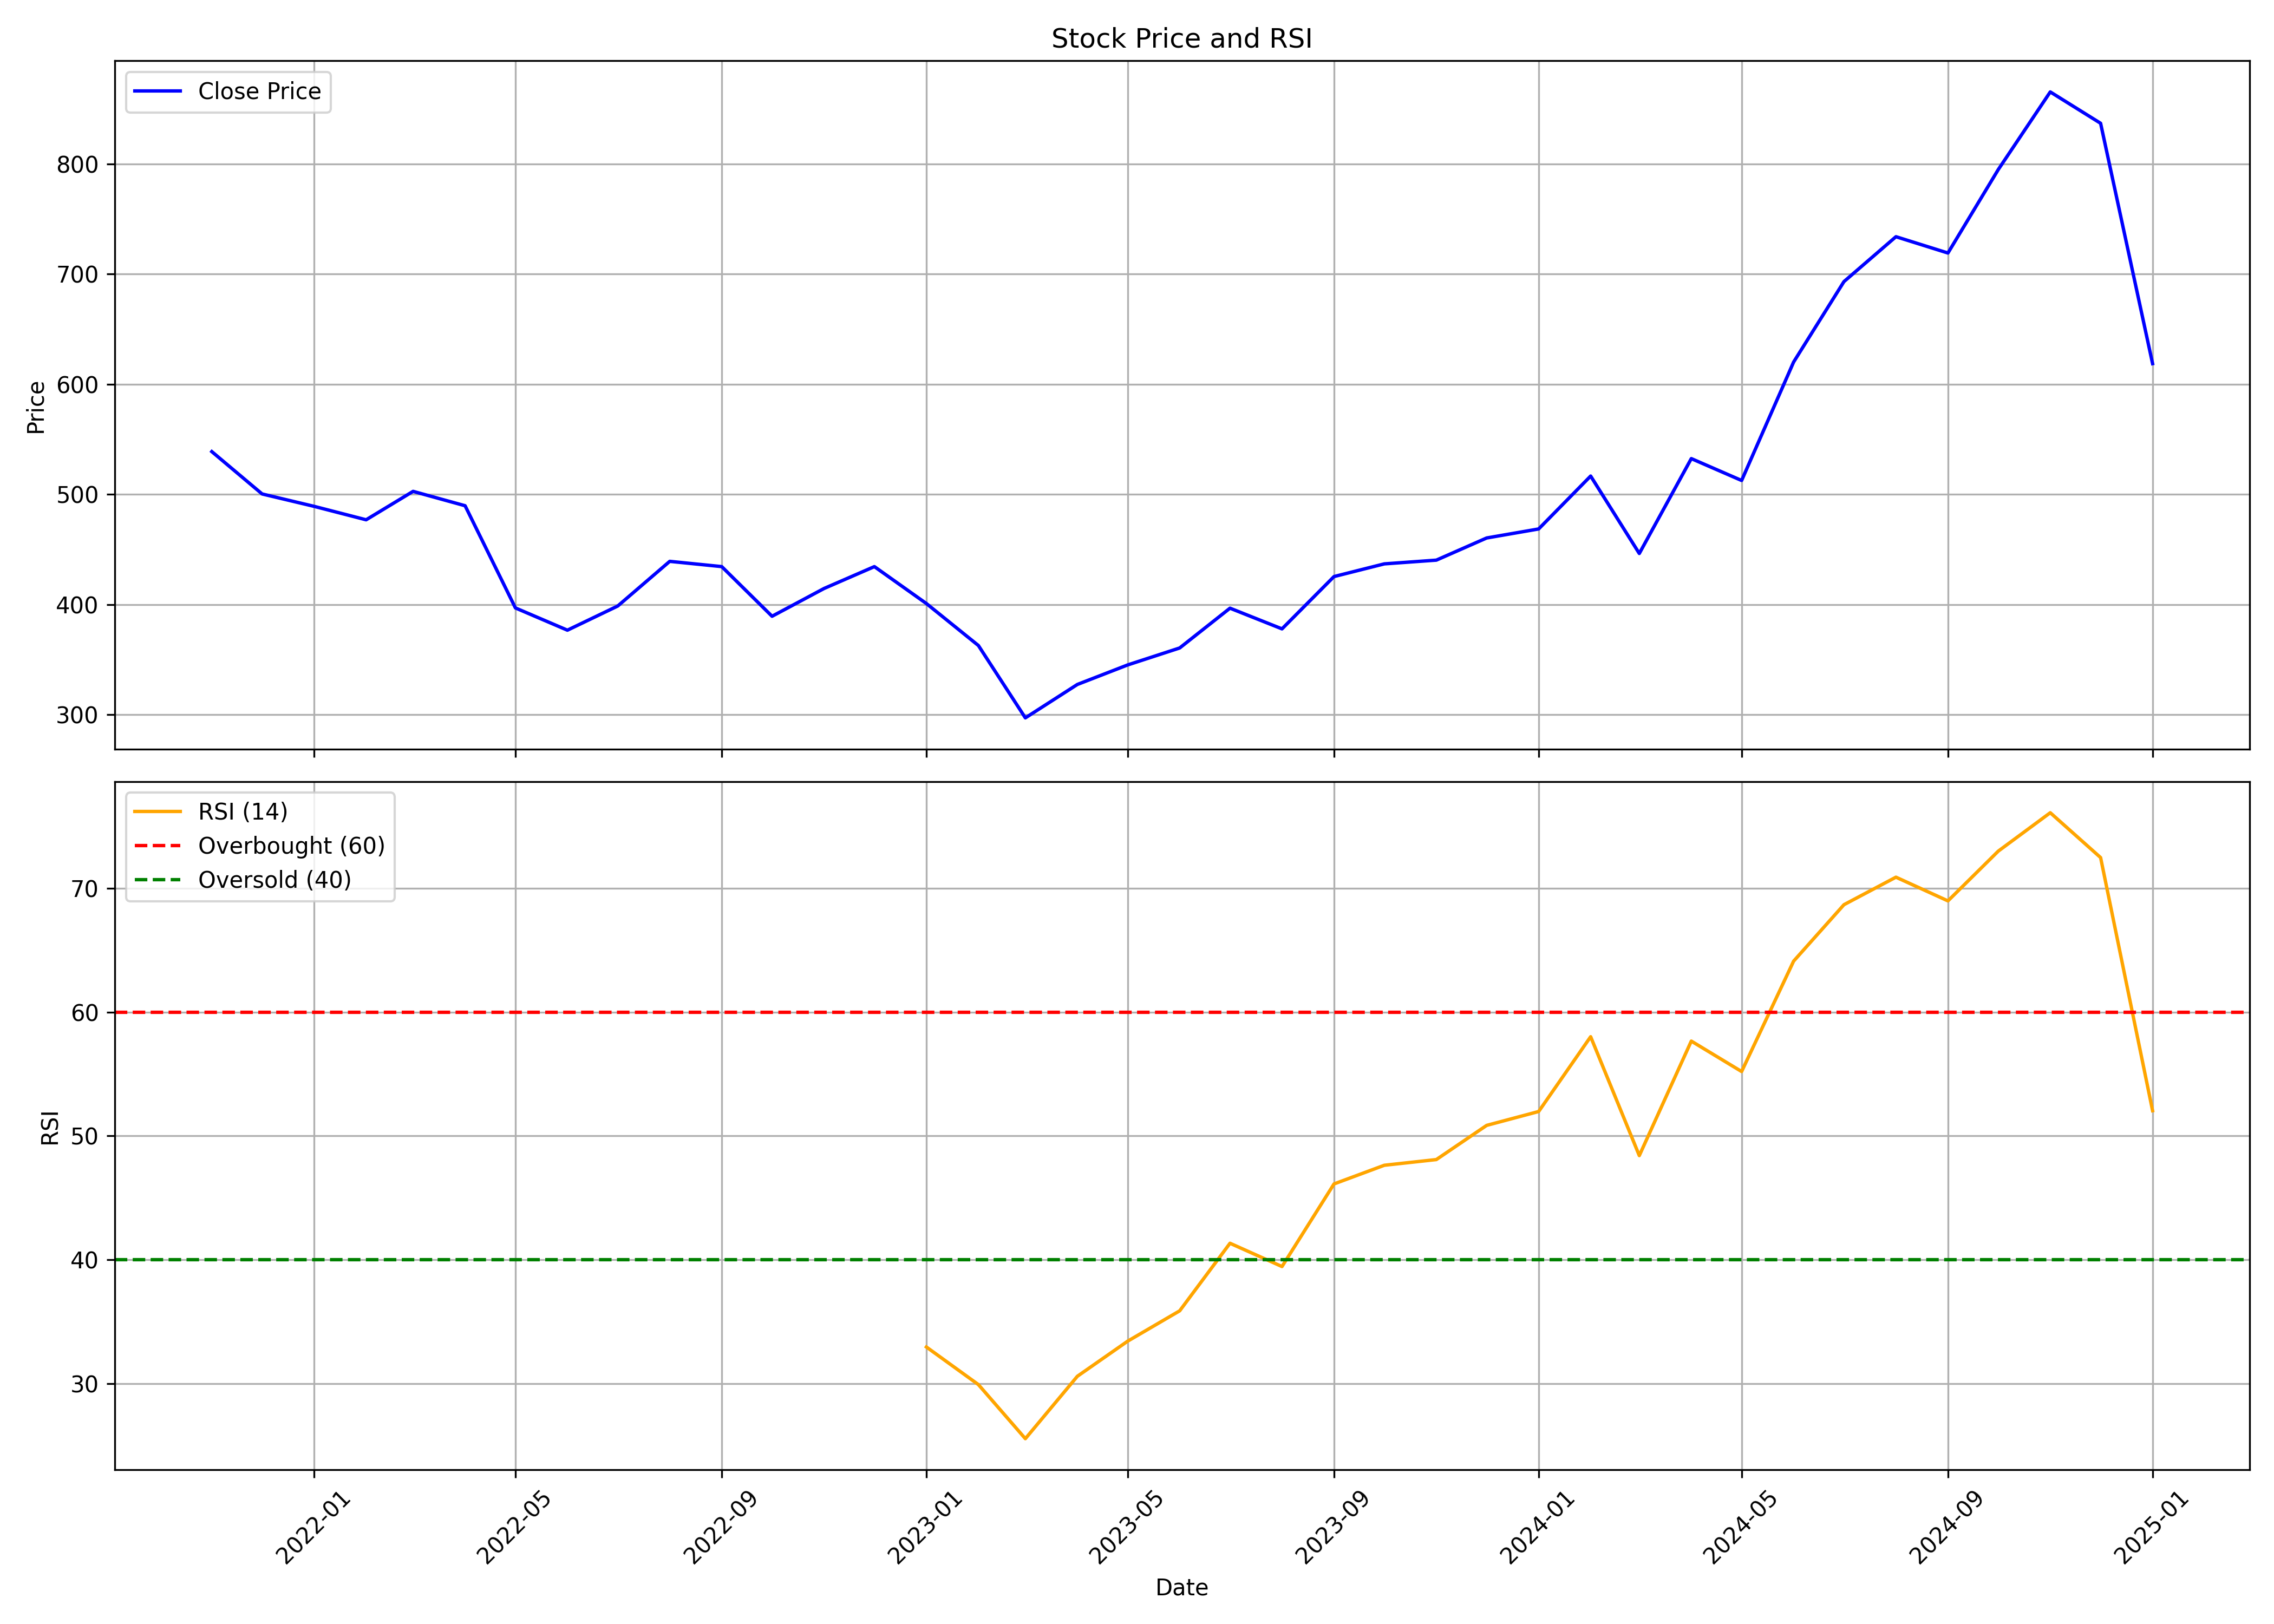 Stock Price and RSI
Close Price
Price
800
700
600
500
400
300
RSI (14)
Overbought (60)
Oversold (40)
RSI
70
60
50
40
30
2022-01
2022-05
2022-09
2023-01
2023-05
2023-09
2024-01
2024-05
2024-09
2025-01
Date